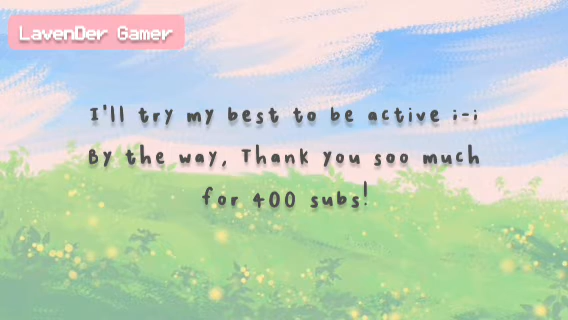 LavenDer Gamer
I'll try my best to be active ;-;
By the way, Thank you soo much
for 400 subs!